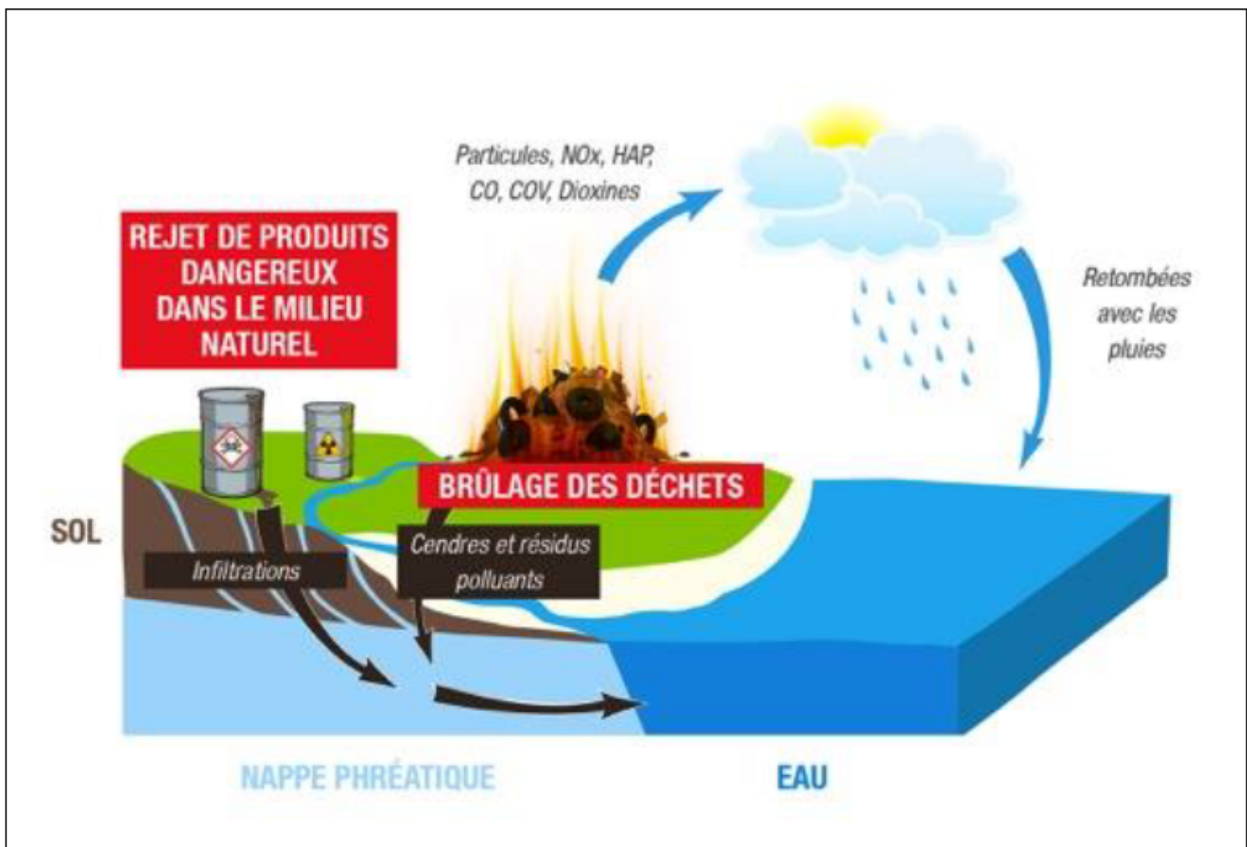 Particules, NOx, HAP,
CO, COV, Dioxines
REJET DE PRODUITS
DANGEREUX
DANS LE MILIEU
NATUREL
Retombées
avec les
pluies
BRÛLAGE DES DÉCHETS
SOL
Infiltrations
Cendres et résidus
polluants
NAPPE PHRÉATIQUE
EAU